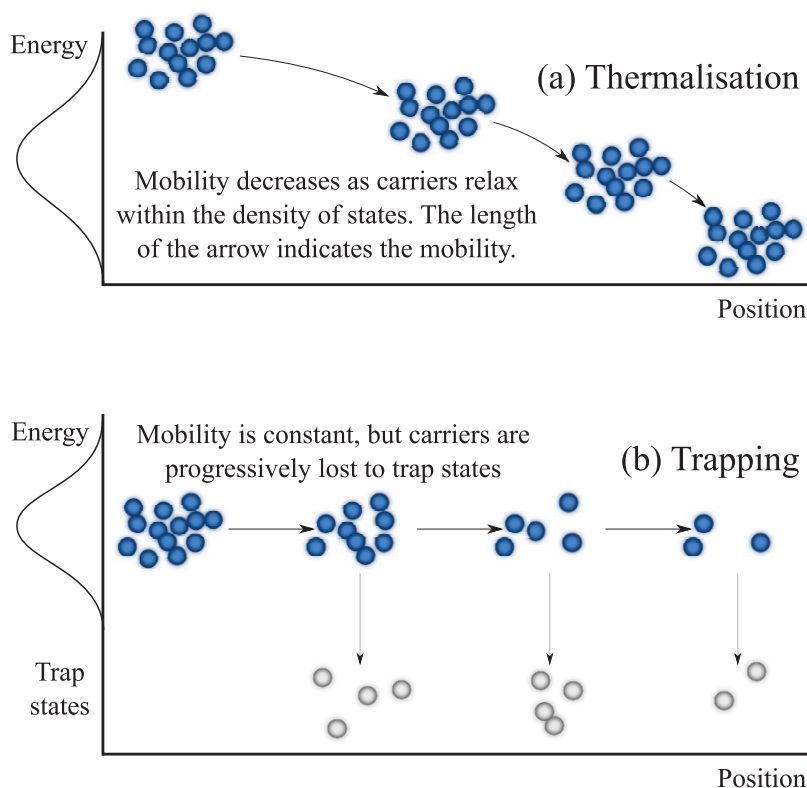 Energy
(a) Thermalisation
Mobility decreases as carriers relax
within the density of states. The length
of the arrow indicates the mobility.
Position
Energy
Mobility is constant, but carriers are
progressively lost to trap states
(b) Trapping
Trap
states
Position